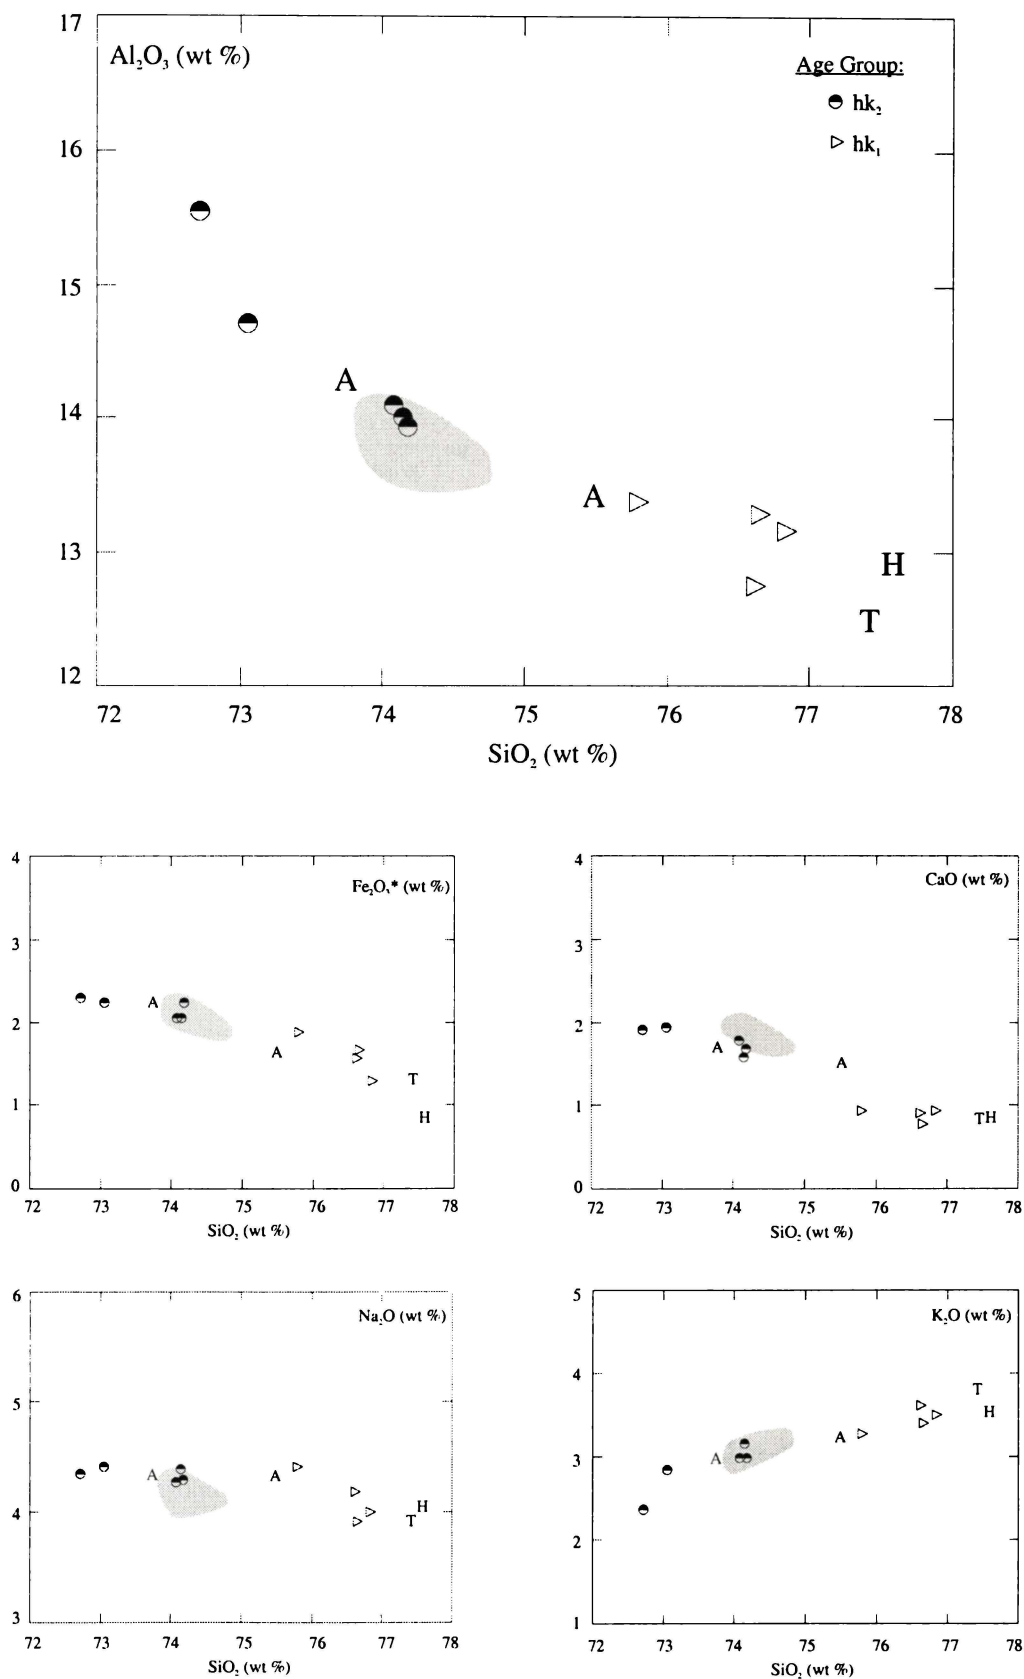 17
Al₂O₃ (wt %)
Age Group:
hk₂
hk₁
16
15
A
14
A
13
H
T
12
72 73 74 75 76 77 78
SiO₂ (wt %)
4
Fe₂O₃* (wt %)
3
A
2
A
T
1
H
0
72 73 74 75 76 77 78
SiO₂ (wt %)
4
CaO (wt %)
3
2
A
A
1
T H
0
72 73 74 75 76 77 78
SiO₂ (wt %)
6
Na₂O (wt %)
5
A
A
H
T
4
3
72 73 74 75 76 77 78
SiO₂ (wt %)
5
K₂O (wt %)
4
T
H
A
A
3
2
1
72 73 74 75 76 77 78
SiO₂ (wt %)